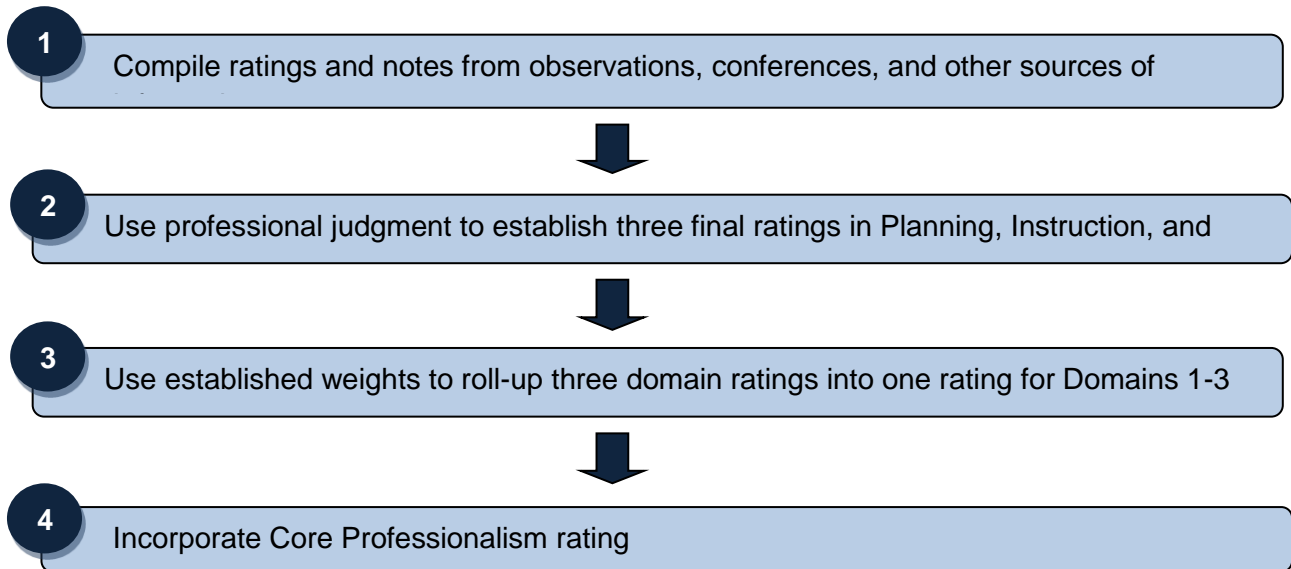 1
Compile ratings and notes from observations, conferences, and other sources of
2
Use professional judgment to establish three final ratings in Planning, Instruction, and
3
Use established weights to roll-up three domain ratings into one rating for Domains 1-3
4
Incorporate Core Professionalism rating